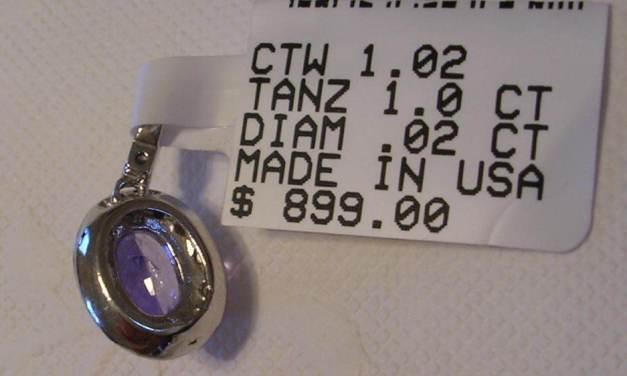 CTW 1.02
TANZ 1.0 CT
DIAM .02 CT
MADE IN USA
$ 899.00